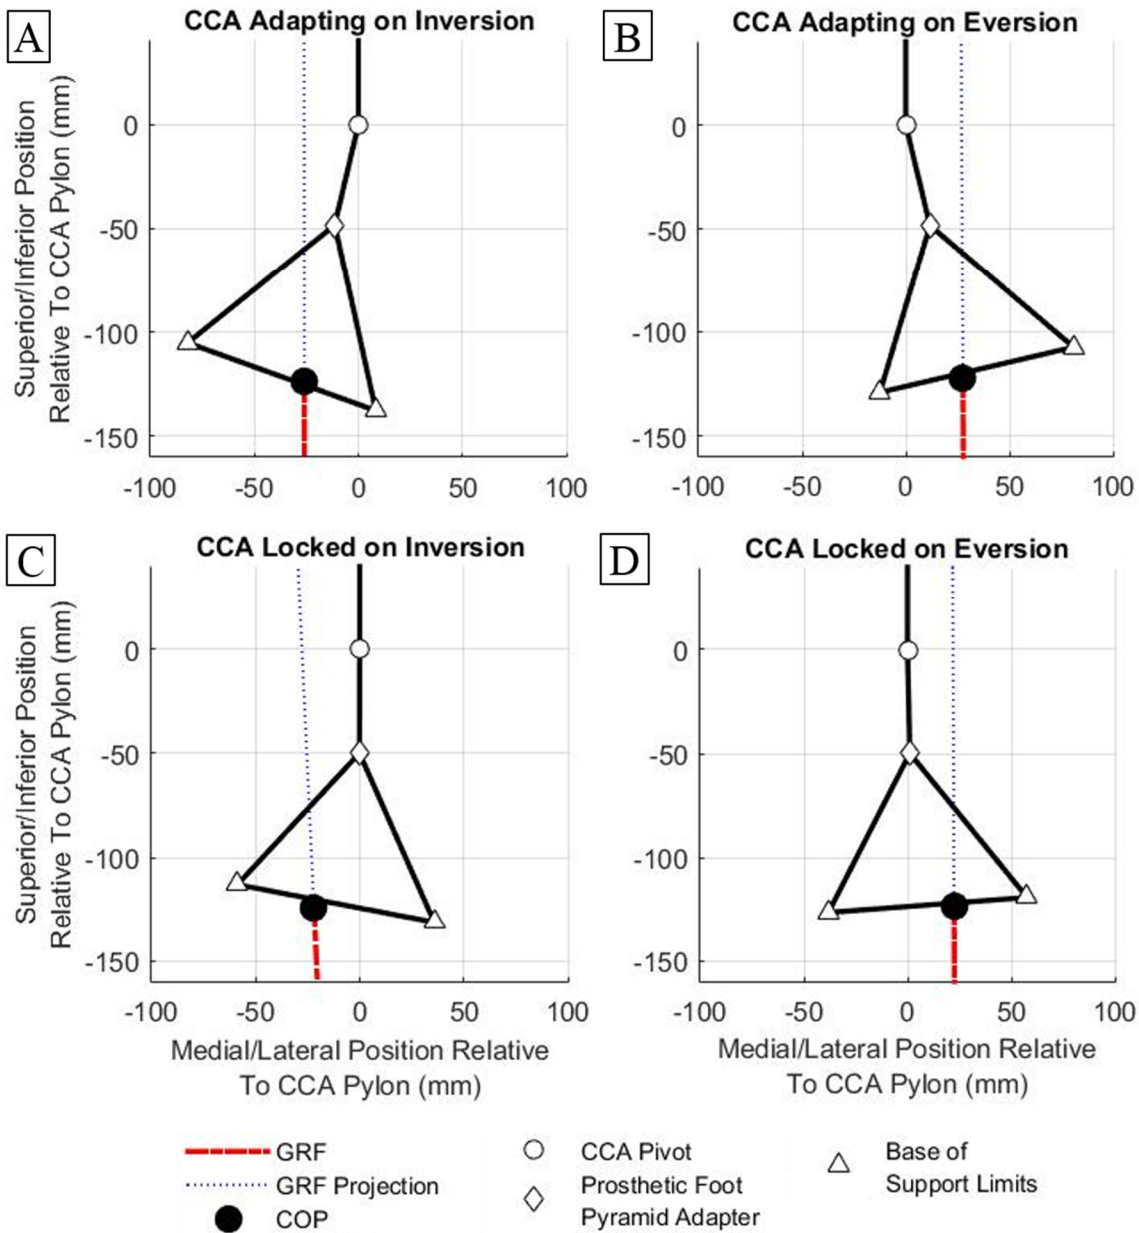 A
CCA Adapting on Inversion
Superior/Inferior Position
Relative To CCA Pylon (mm)
0
-50
-100
-150
-100
-50
0
50
100
B
CCA Adapting on Eversion
0
-50
-100
-150
-100
-50
0
50
100
C
CCA Locked on Inversion
Superior/Inferior Position
Relative To CCA Pylon (mm)
0
-50
-100
-150
-100
-50
0
50
100
Medial/Lateral Position Relative
To CCA Pylon (mm)
D
CCA Locked on Eversion
0
-50
-100
-150
-100
-50
0
50
100
Medial/Lateral Position Relative
To CCA Pylon (mm)
GRF
GRF Projection
COP
CCA Pivot
Prosthetic Foot
Pyramid Adapter
Base of
Support Limits